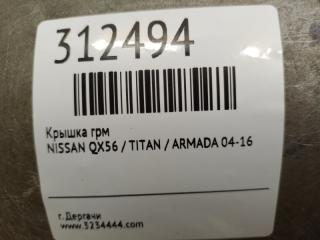 312494
Крышка грм
NISSAN QX56 / TITAN / ARMADA 04-16
г. Дергачи
www.3234444.com